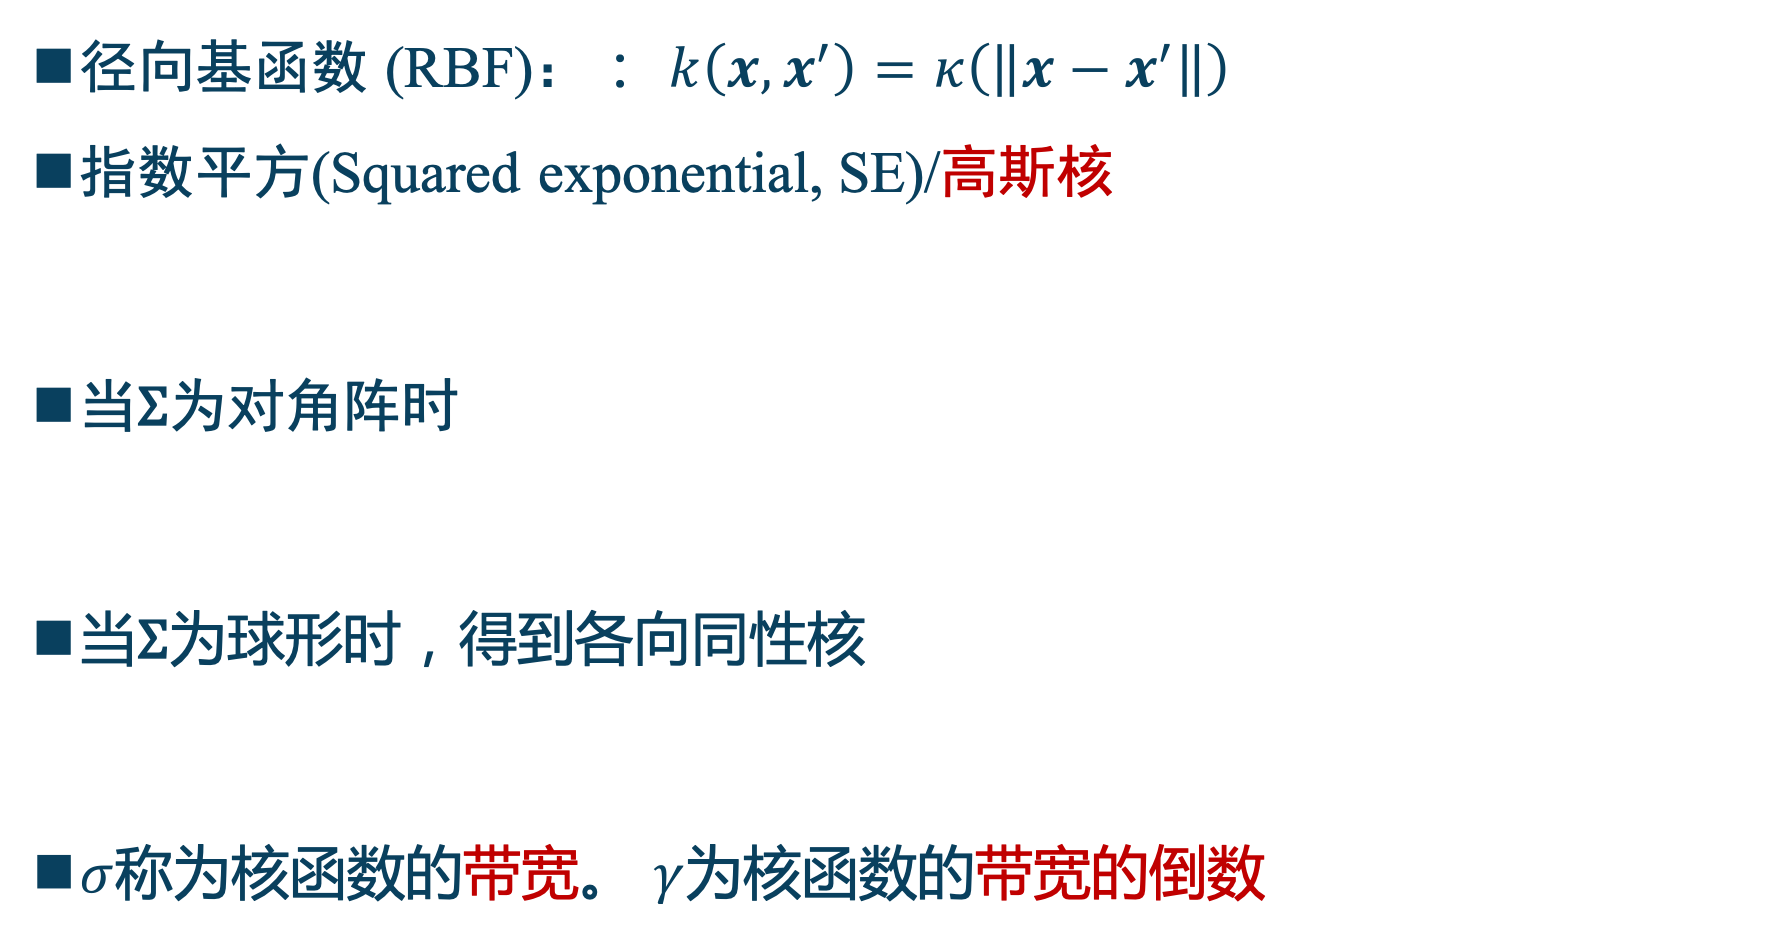 ■径向基函数 (RBF)： ： k(x, x′) = κ(‖x − x′‖)
■指数平方(Squared exponential, SE)/高斯核
■当Σ为对角阵时
■当Σ为球形时，得到各向同性核
■σ称为核函数的带宽。 γ为核函数的带宽的倒数